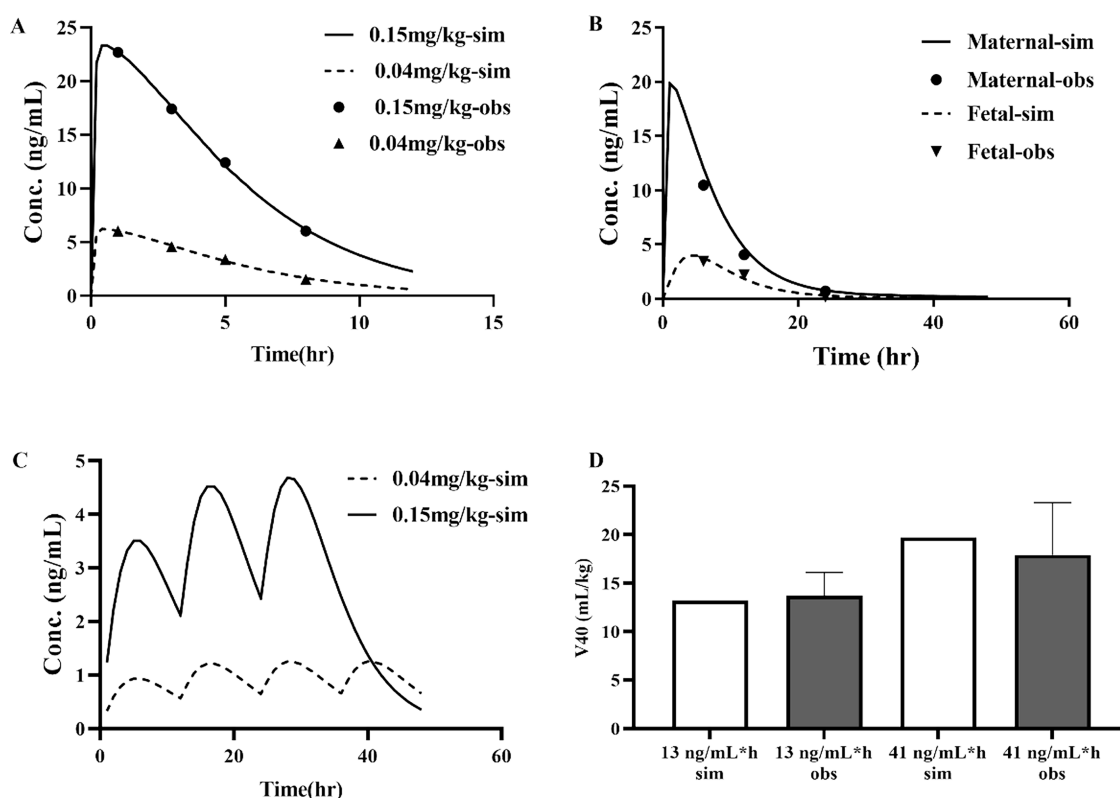 A
25
20
15
10
5
0
Conc. (ng/mL)
0
5
10
15
Time(hr)
0.15mg/kg-sim
0.04mg/kg-sim
0.15mg/kg-obs
0.04mg/kg-obs
B
25
20
15
10
5
0
Conc. (ng/mL)
0
20
40
60
Time (hr)
Maternal-sim
Maternal-obs
Fetal-sim
Fetal-obs
C
5
4
3
2
1
0
Conc. (ng/mL)
0
20
40
60
Time(hr)
0.04mg/kg-sim
0.15mg/kg-sim
D
25
20
15
10
5
0
V40 (mL/kg)
13 ng/mL*h
sim
13 ng/mL*h
obs
41 ng/mL*h
sim
41 ng/mL*h
obs